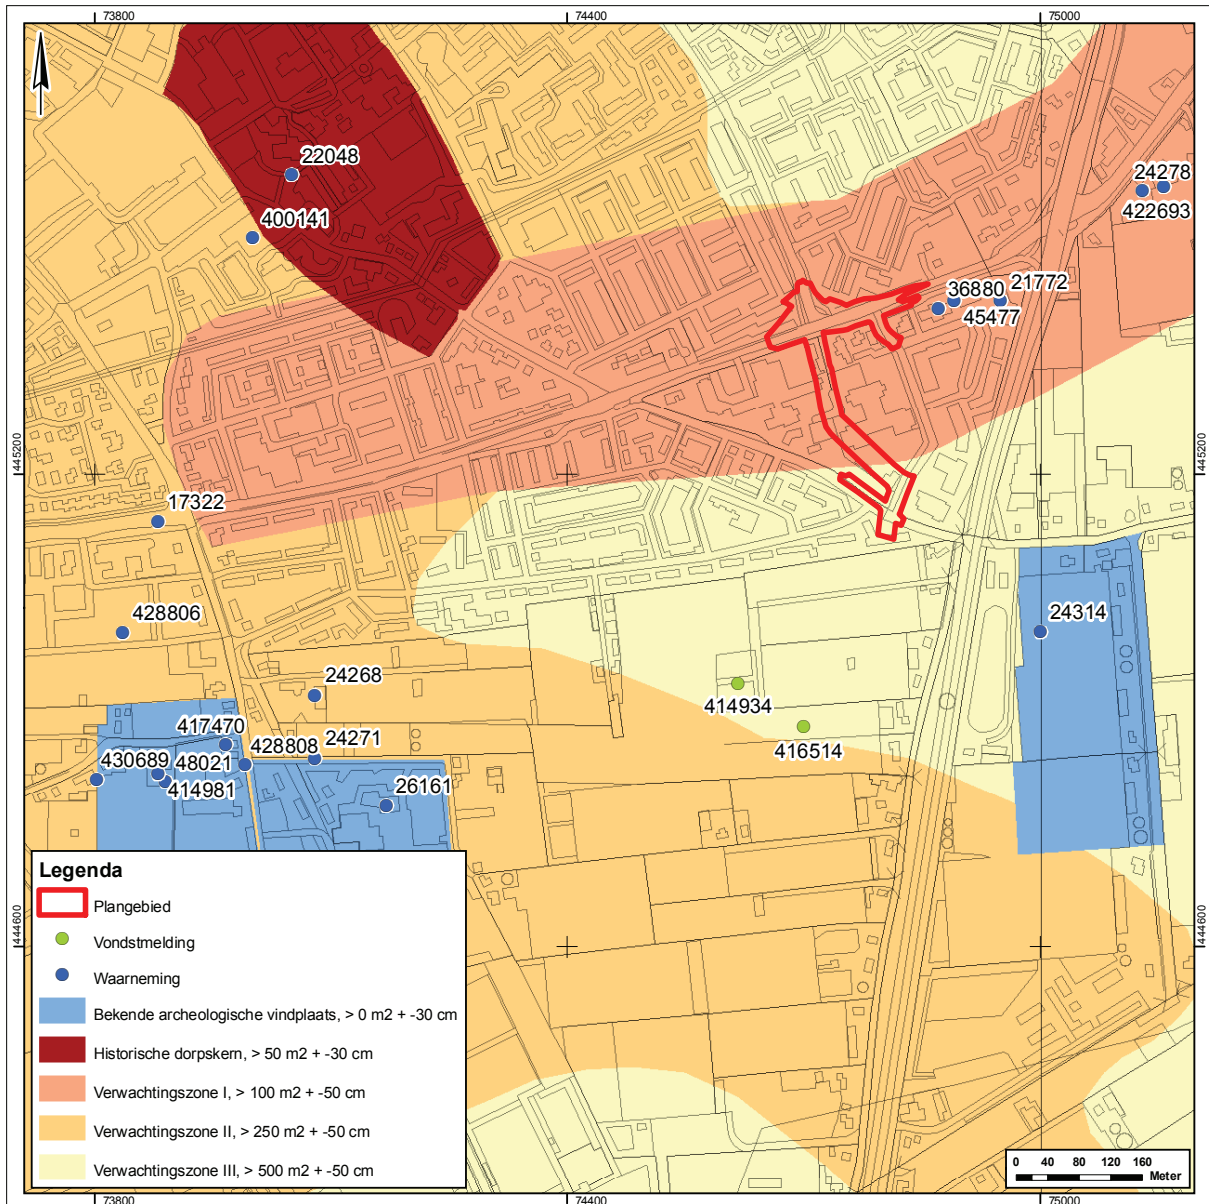 73800
74400
75000
22048
24278
400141
422693
36880
21772
45477
445200
445200
17322
428806
24314
24268
414934
417470
416514
24271
428808
430689
48021
414981
26161
Legenda
Plangebied
Vondstmelding
Waarneming
Bekende archeologische vindplaats, > 0 m2 + -30 cm
Historische dorpskern, > 50 m2 + -30 cm
Verwachtingszone I, > 100 m2 + -50 cm
Verwachtingszone II, > 250 m2 + -50 cm
Verwachtingszone III, > 500 m2 + -50 cm
444600
444600
0 40 80 120 160
Meter
73800
74400
75000